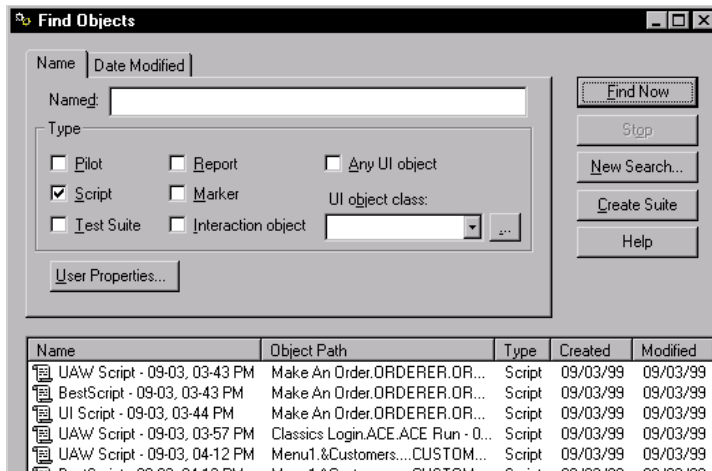 Find Objects
Name Date Modified
Named:
Find Now
Type
Stop
Pilot Report Any UI object
New Search...
Script Marker UI object class:
Create Suite
Test Suite Interaction object ...
Help
User Properties...
Name Object Path Type Created Modified
UAW Script - 09-03, 03-43 PM Make An Order.ORDERER.OR... Script 09/03/99 09/03/99
BestScript - 09-03, 03-43 PM Make An Order.ORDERER.OR... Script 09/03/99 09/03/99
UI Script - 09-03, 03-44 PM Make An Order.ORDERER.OR... Script 09/03/99 09/03/99
UAW Script - 09-03, 03-57 PM Classics Login.ACE.ACE Run - 0... Script 09/03/99 09/03/99
UAW Script - 09-03, 04-12 PM Menu1.&Customers....CUSTOM... Script 09/03/99 09/03/99